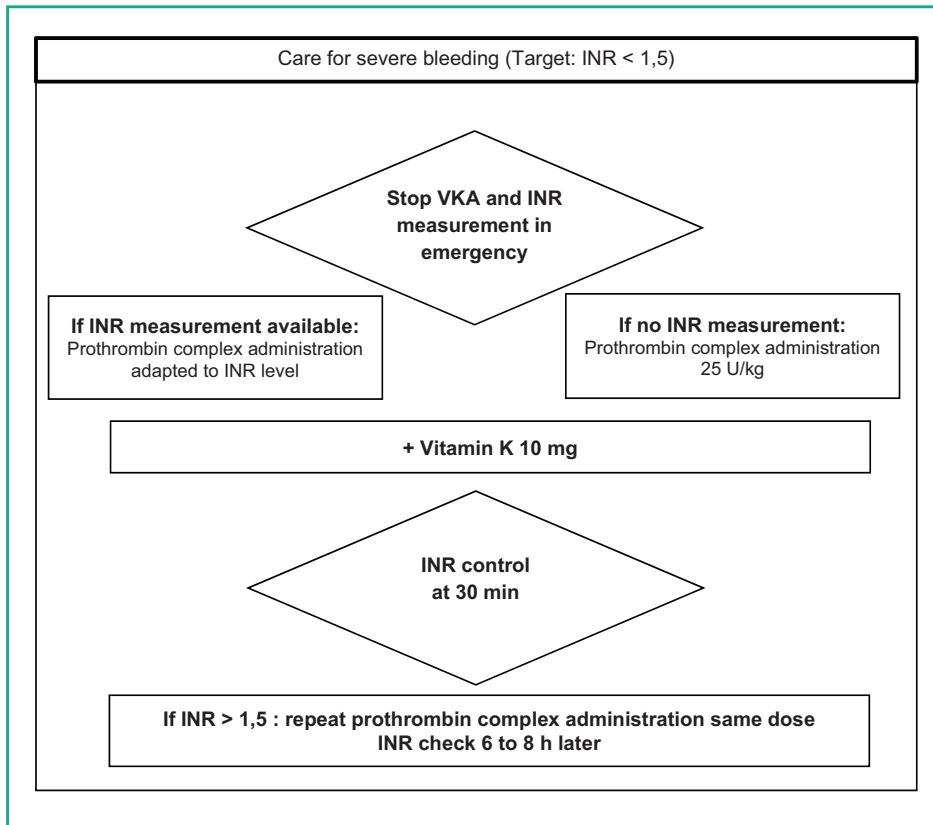 Care for severe bleeding (Target: INR < 1,5)
Stop VKA and INR
measurement in
emergency
If INR measurement available:
Prothrombin complex administration
adapted to INR level
If no INR measurement:
Prothrombin complex administration
25 U/kg
+ Vitamin K 10 mg
INR control
at 30 min
If INR > 1,5 : repeat prothrombin complex administration same dose
INR check 6 to 8 h later